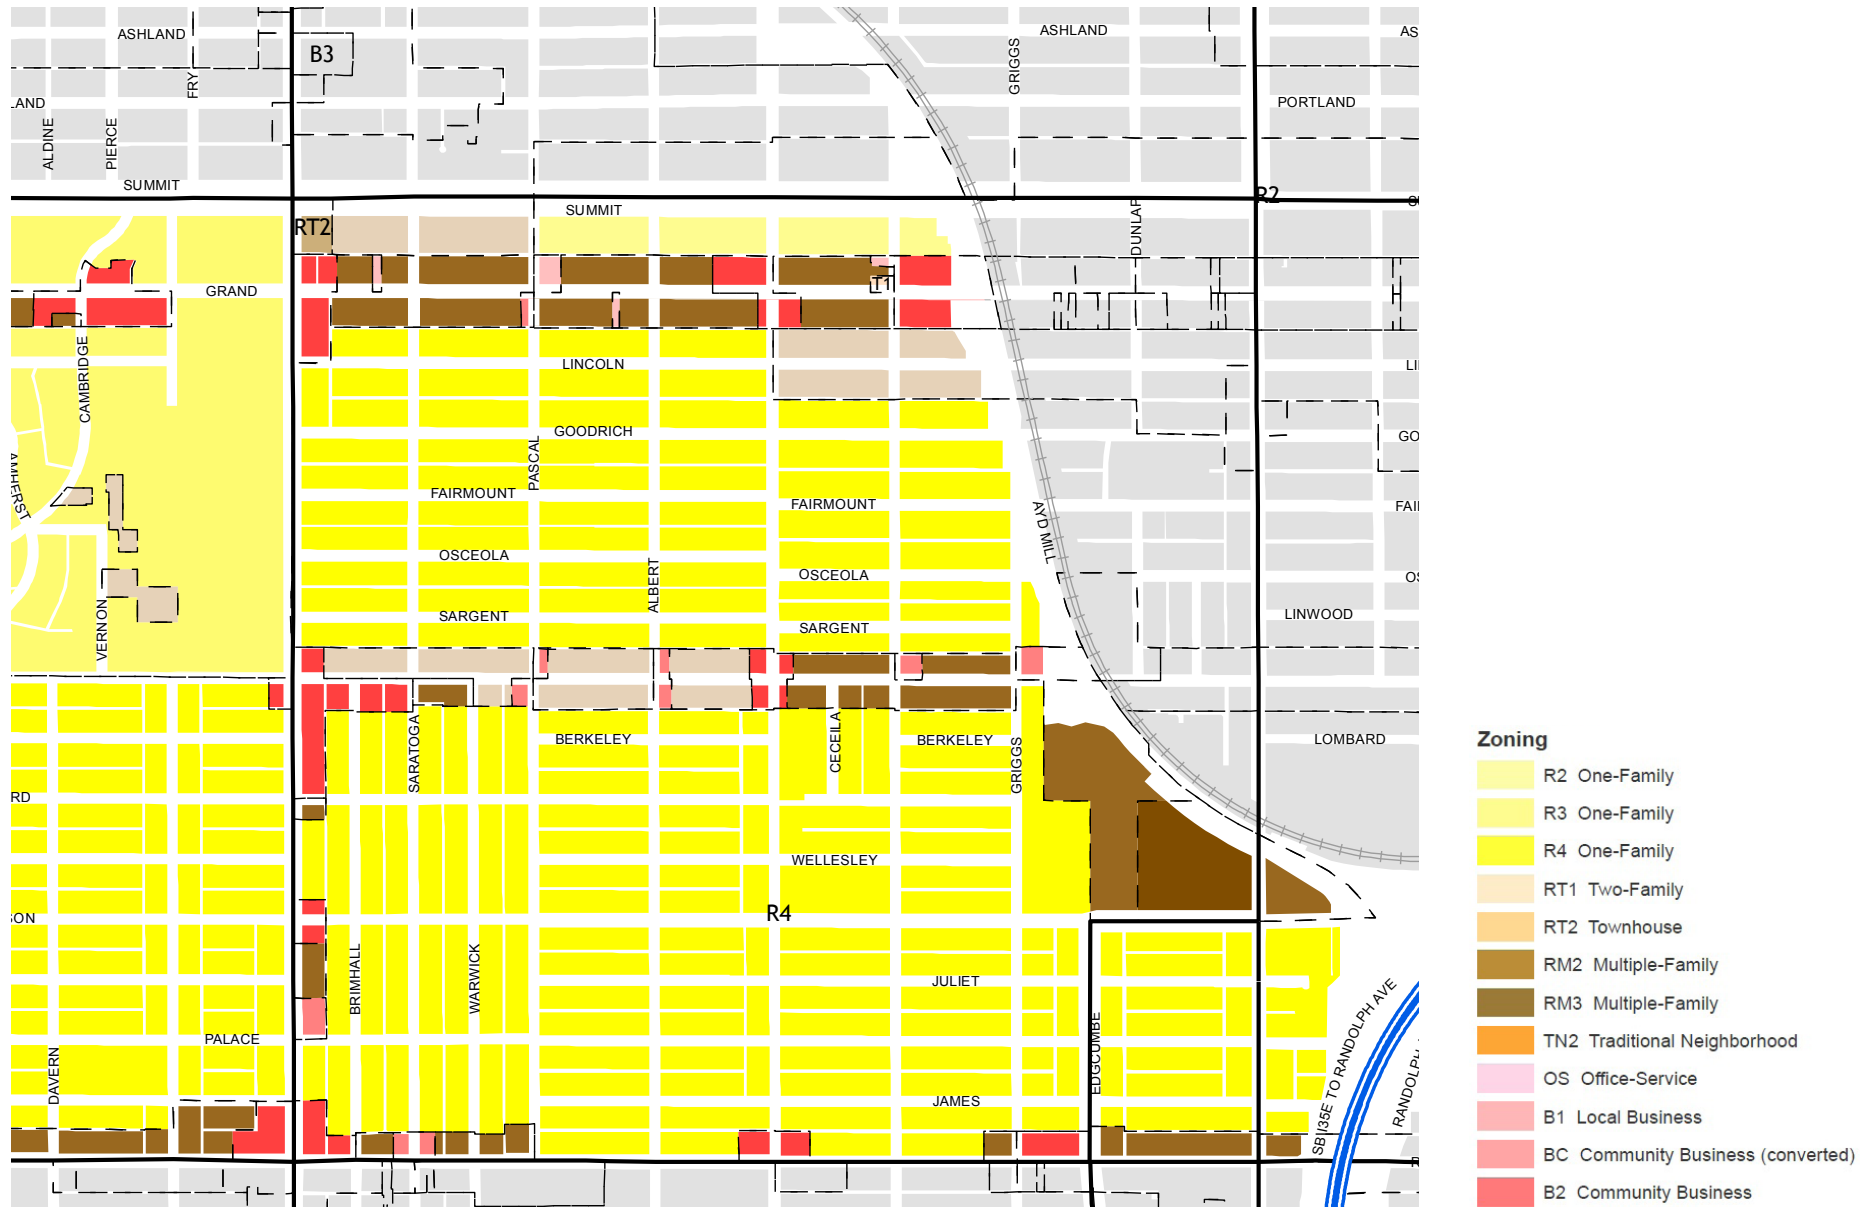 ASHLAND
B3
FRY
LAND
ALDINE
PIERCE
SUMMIT
ASHLAND
AS
GRIGGS
PORTLAND
R2
SUMMIT
RT2
DUNLAP
GRAND
T1
CAMBRIDGE
LINCOLN
LI
GOODRICH
GO
PASCAL
AMHERST
FAIRMOUNT
FAIRMOUNT
FAI
AYD MILL
OSCEOLA
OSCEOLA
OS
ALBERT
VERNON
SARGENT
SARGENT
LINWOOD
SARATOGA
BERKELEY
CECEILA
BERKELEY
GRIGGS
LOMBARD
RD
WELLESLEY
SON
R4
BRIMHALL
WARWICK
JULIET
PALACE
DAVERN
EDGCUMBE
JAMES
SB I35E TO RANDOLPH AVE
RANDOLPH
Zoning
R2 One-Family
R3 One-Family
R4 One-Family
RT1 Two-Family
RT2 Townhouse
RM2 Multiple-Family
RM3 Multiple-Family
TN2 Traditional Neighborhood
OS Office-Service
B1 Local Business
BC Community Business (converted)
B2 Community Business